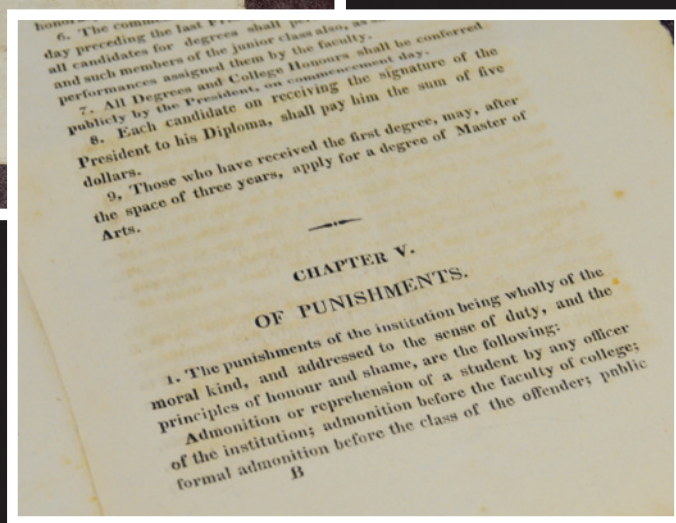 6. The
day preceding the last
all candidates for degrees shall
and such members of the junior class also, as
performances assigned them by the faculty.
7. All Degrees and College Honours shall be conferred
publicly by the President, on commencement day.
8. Each candidate on receiving the signature of the
President to his Diploma, shall pay him the sum of five
dollars.
9, Those who have received the first degree, may, after
the space of three years, apply for a degree of Master of
Arts.
CHAPTER V.
OF PUNISHMENTS.
1. The punishments of the institution being wholly of the
moral kind, and addressed to the sense of duty, and the
principles of honour and shame, are the following:
Admonition or reprehension of a student by any officer
of the institution; admonition before the faculty of college;
formal admonition before the class of the offender; public
B